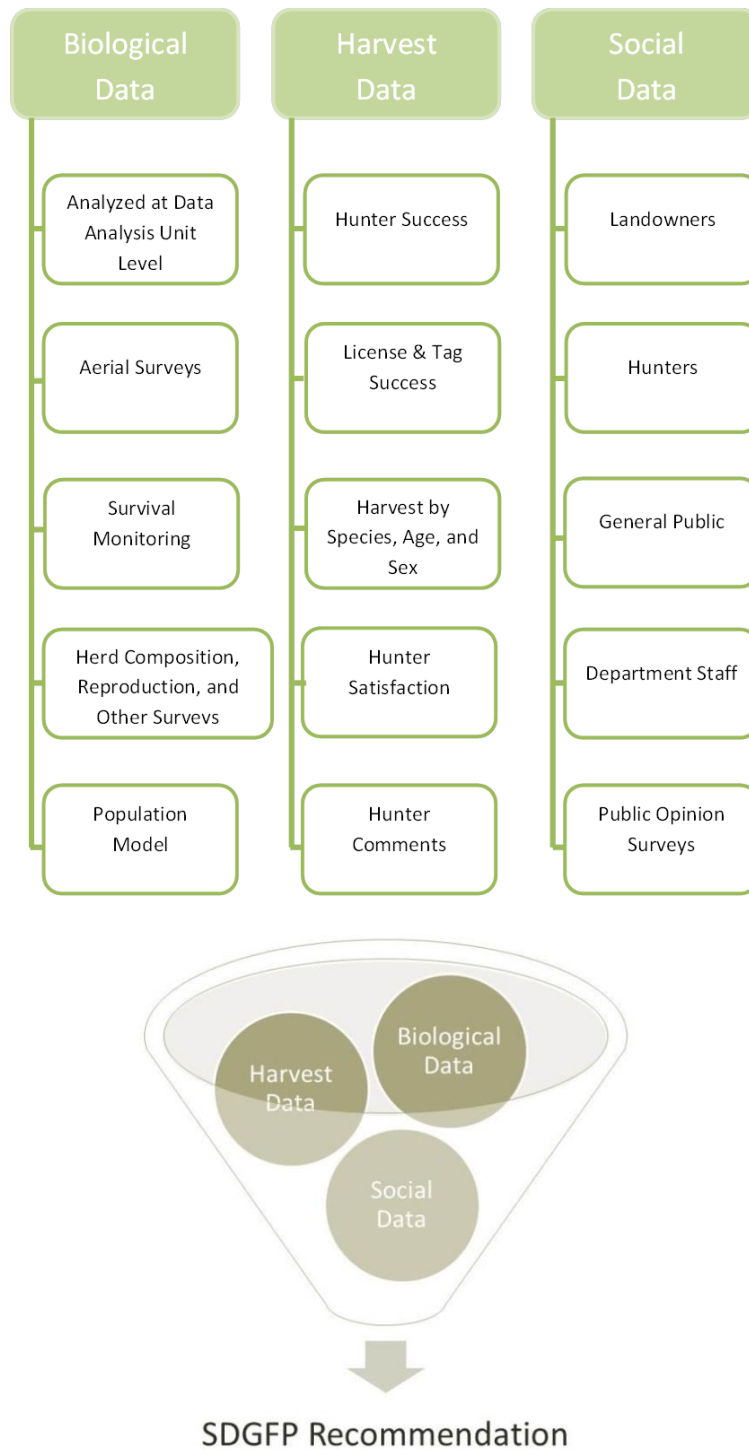 Biological
Data
Analyzed at Data
Analysis Unit
Level
Aerial Surveys
Survival
Monitoring
Herd Composition,
Reproduction, and
Other Surveys
Population
Model
Harvest
Data
Hunter Success
License & Tag
Success
Harvest by
Species, Age, and
Sex
Hunter
Satisfaction
Hunter
Comments
Social
Data
Landowners
Hunters
General Public
Department Staff
Public Opinion
Surveys
Biological
Data
Harvest
Data
Social
Data
SDGFP Recommendation